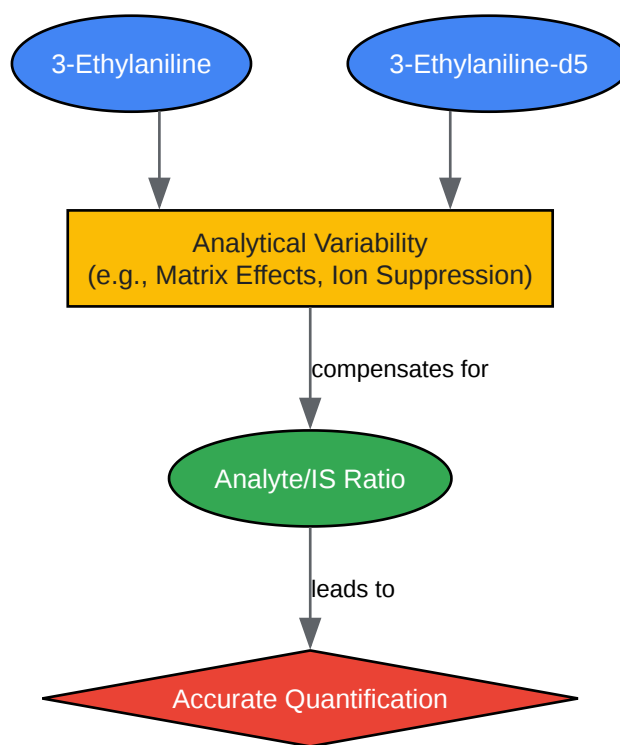 3-Ethylaniline
3-Ethylaniline-d5
Analytical Variability
(e.g., Matrix Effects, Ion Suppression)
compensates for
Analyte/IS Ratio
leads to
Accurate Quantification